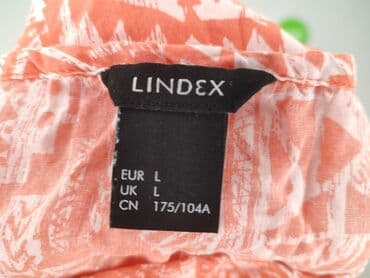 LINDEX
EUR L
UK L
CN 175/104A